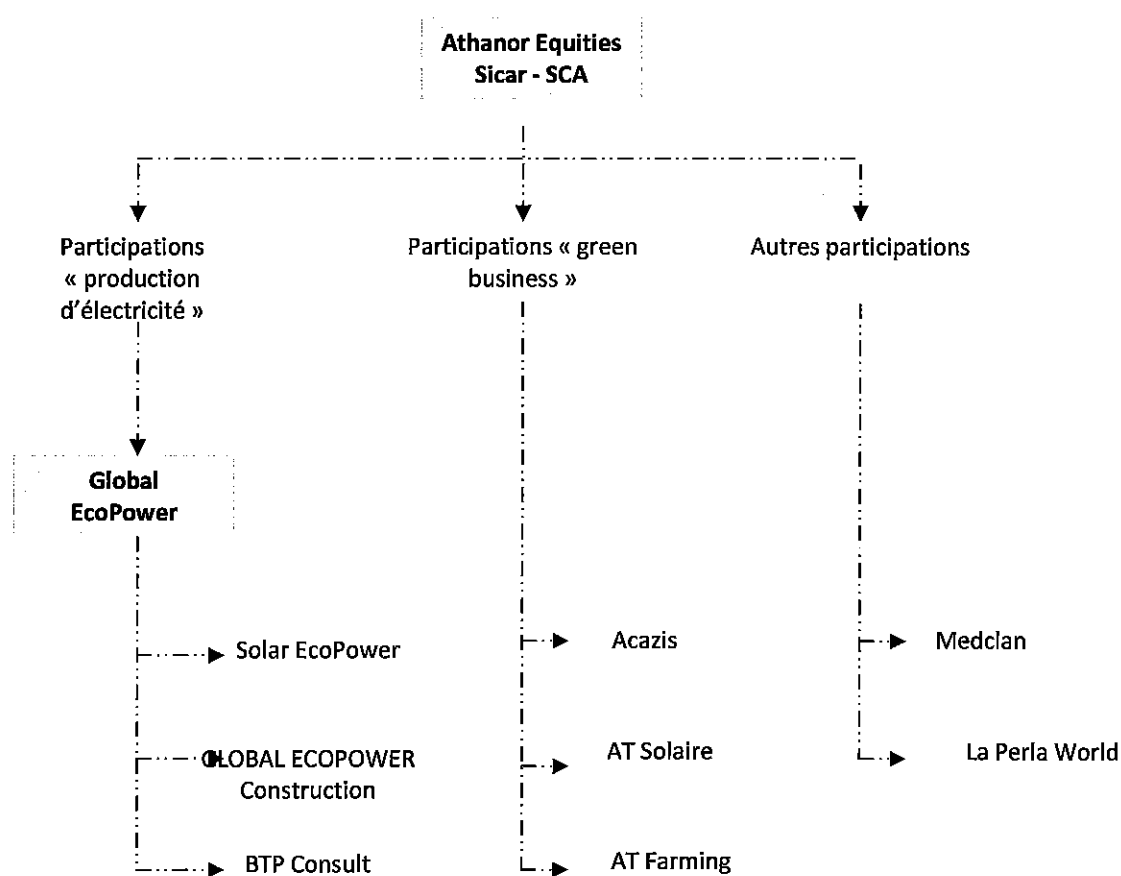 Athanor Equities
Sicar - SCA
Participations
« production
d'électricité »
Participations « green
business »
Autres participations
Global
EcoPower
Solar EcoPower
GLOBAL ECOPOWER
Construction
BTP Consult
Acazis
AT Solaire
AT Farming
Medclan
La Perla World